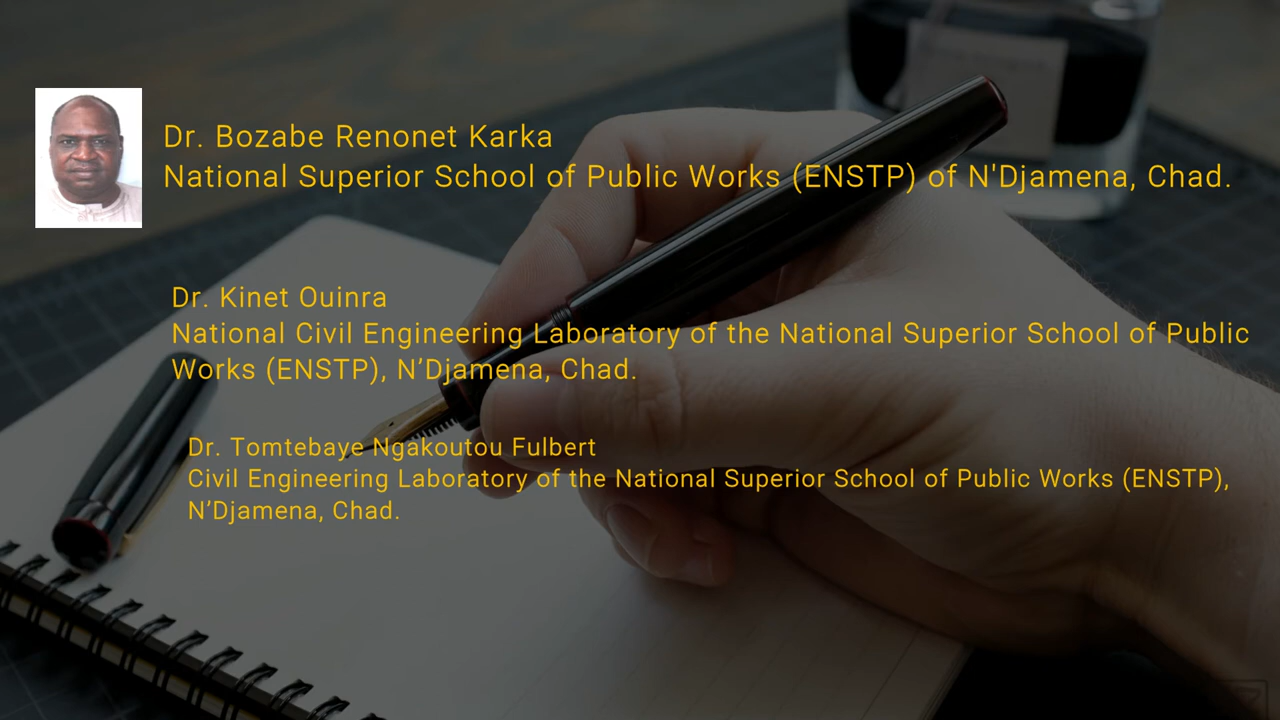 Dr. Bozabe Renonet Karka
National Superior School of Public Works (ENSTP) of N'Djamena, Chad.
Dr. Kinet Ouinra
National Civil Engineering Laboratory of the National Superior School of Public
Works (ENSTP), N’Djamena, Chad.
Dr. Tomtebaye Ngakoutou Fulbert
Civil Engineering Laboratory of the National Superior School of Public Works (ENSTP),
N’Djamena, Chad.